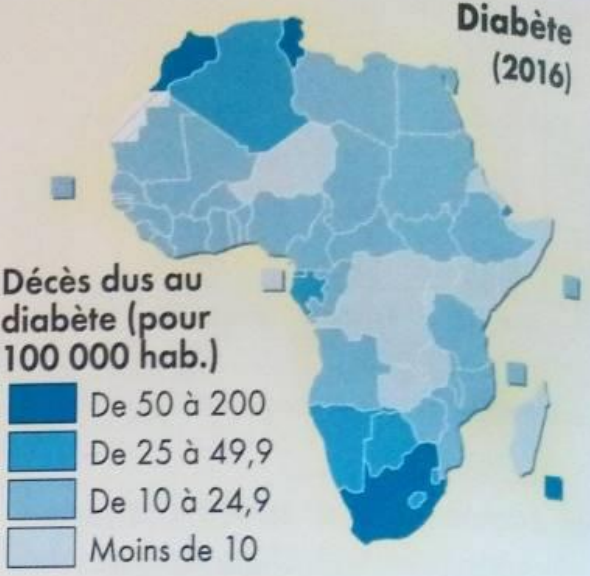 Diabète
(2016)
Décès dus au
diabète (pour
100 000 hab.)
De 50 à 200
De 25 à 49,9
De 10 à 24,9
Moins de 10